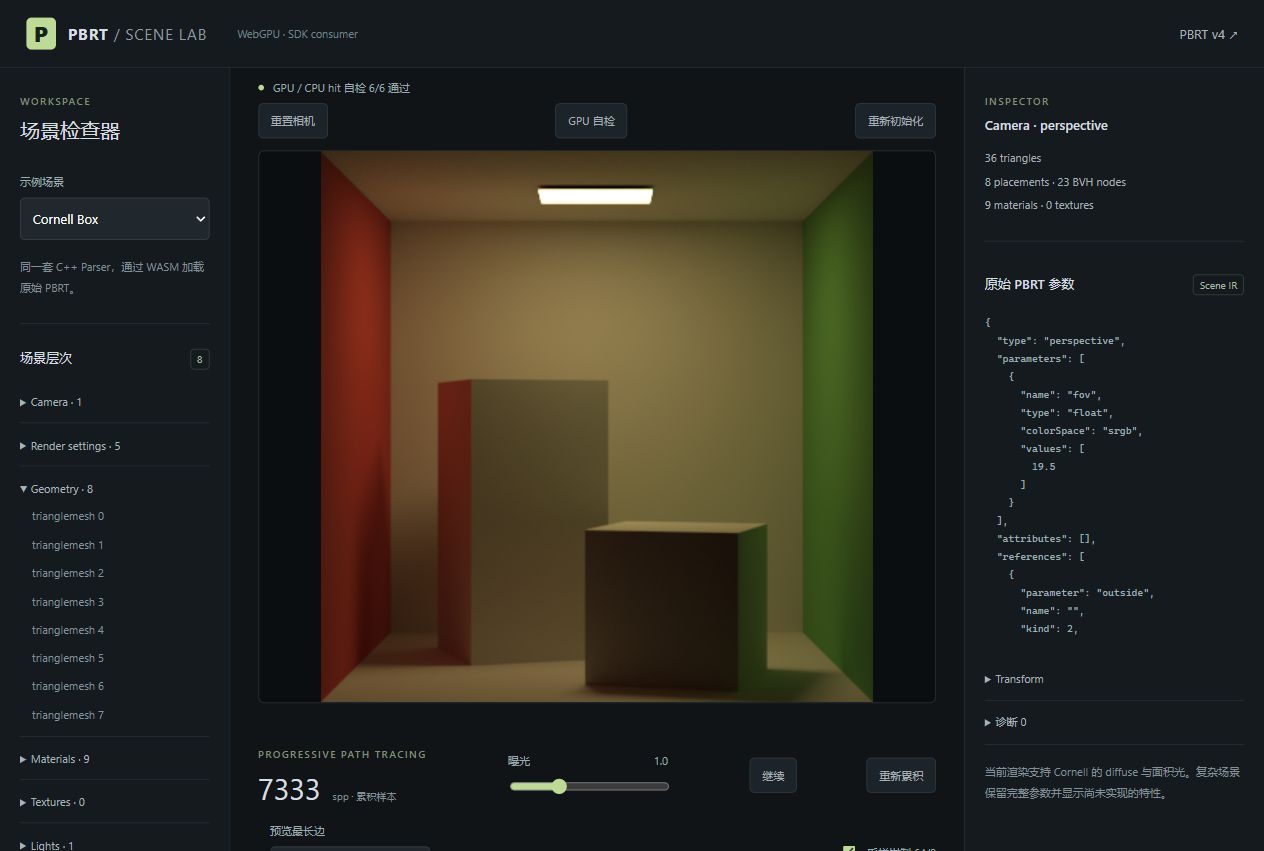 P PBRT / SCENE LAB
WebGPU · SDK consumer
PBRT v4 ↗
WORKSPACE
场景检查器
示例场景
Cornell Box
同一套 C++ Parser，通过 WASM 加载
原始 PBRT。
场景层次
8
▶ Camera · 1
▶ Render settings · 5
▼ Geometry · 8
trianglemesh 0
trianglemesh 1
trianglemesh 2
trianglemesh 3
trianglemesh 4
trianglemesh 5
trianglemesh 6
trianglemesh 7
▶ Materials · 9
▶ Textures · 0
▶ Lights · 1
GPU / CPU hit 自检 6/6 通过
重置相机
GPU 自检
重新初始化
PROGRESSIVE PATH TRACING
7333 spp · 累积样本
曝光 1.0
继续
重新累积
预览最长边
INSPECTOR
Camera · perspective
36 triangles
8 placements · 23 BVH nodes
9 materials · 0 textures
原始 PBRT 参数
Scene IR
{
"type": "perspective",
"parameters": [
{
"name": "fov",
"type": "float",
"colorSpace": "srgb",
"values": [
19.5
]
}
],
"attributes": [],
"references": [
{
"parameter": "outside",
"name": "",
"kind": 2,
▶ Transform
▶ 诊断 0
当前渲染支持 Cornell 的 diffuse 与面积光。复杂场景
保留完整参数并显示尚未实现的特性。